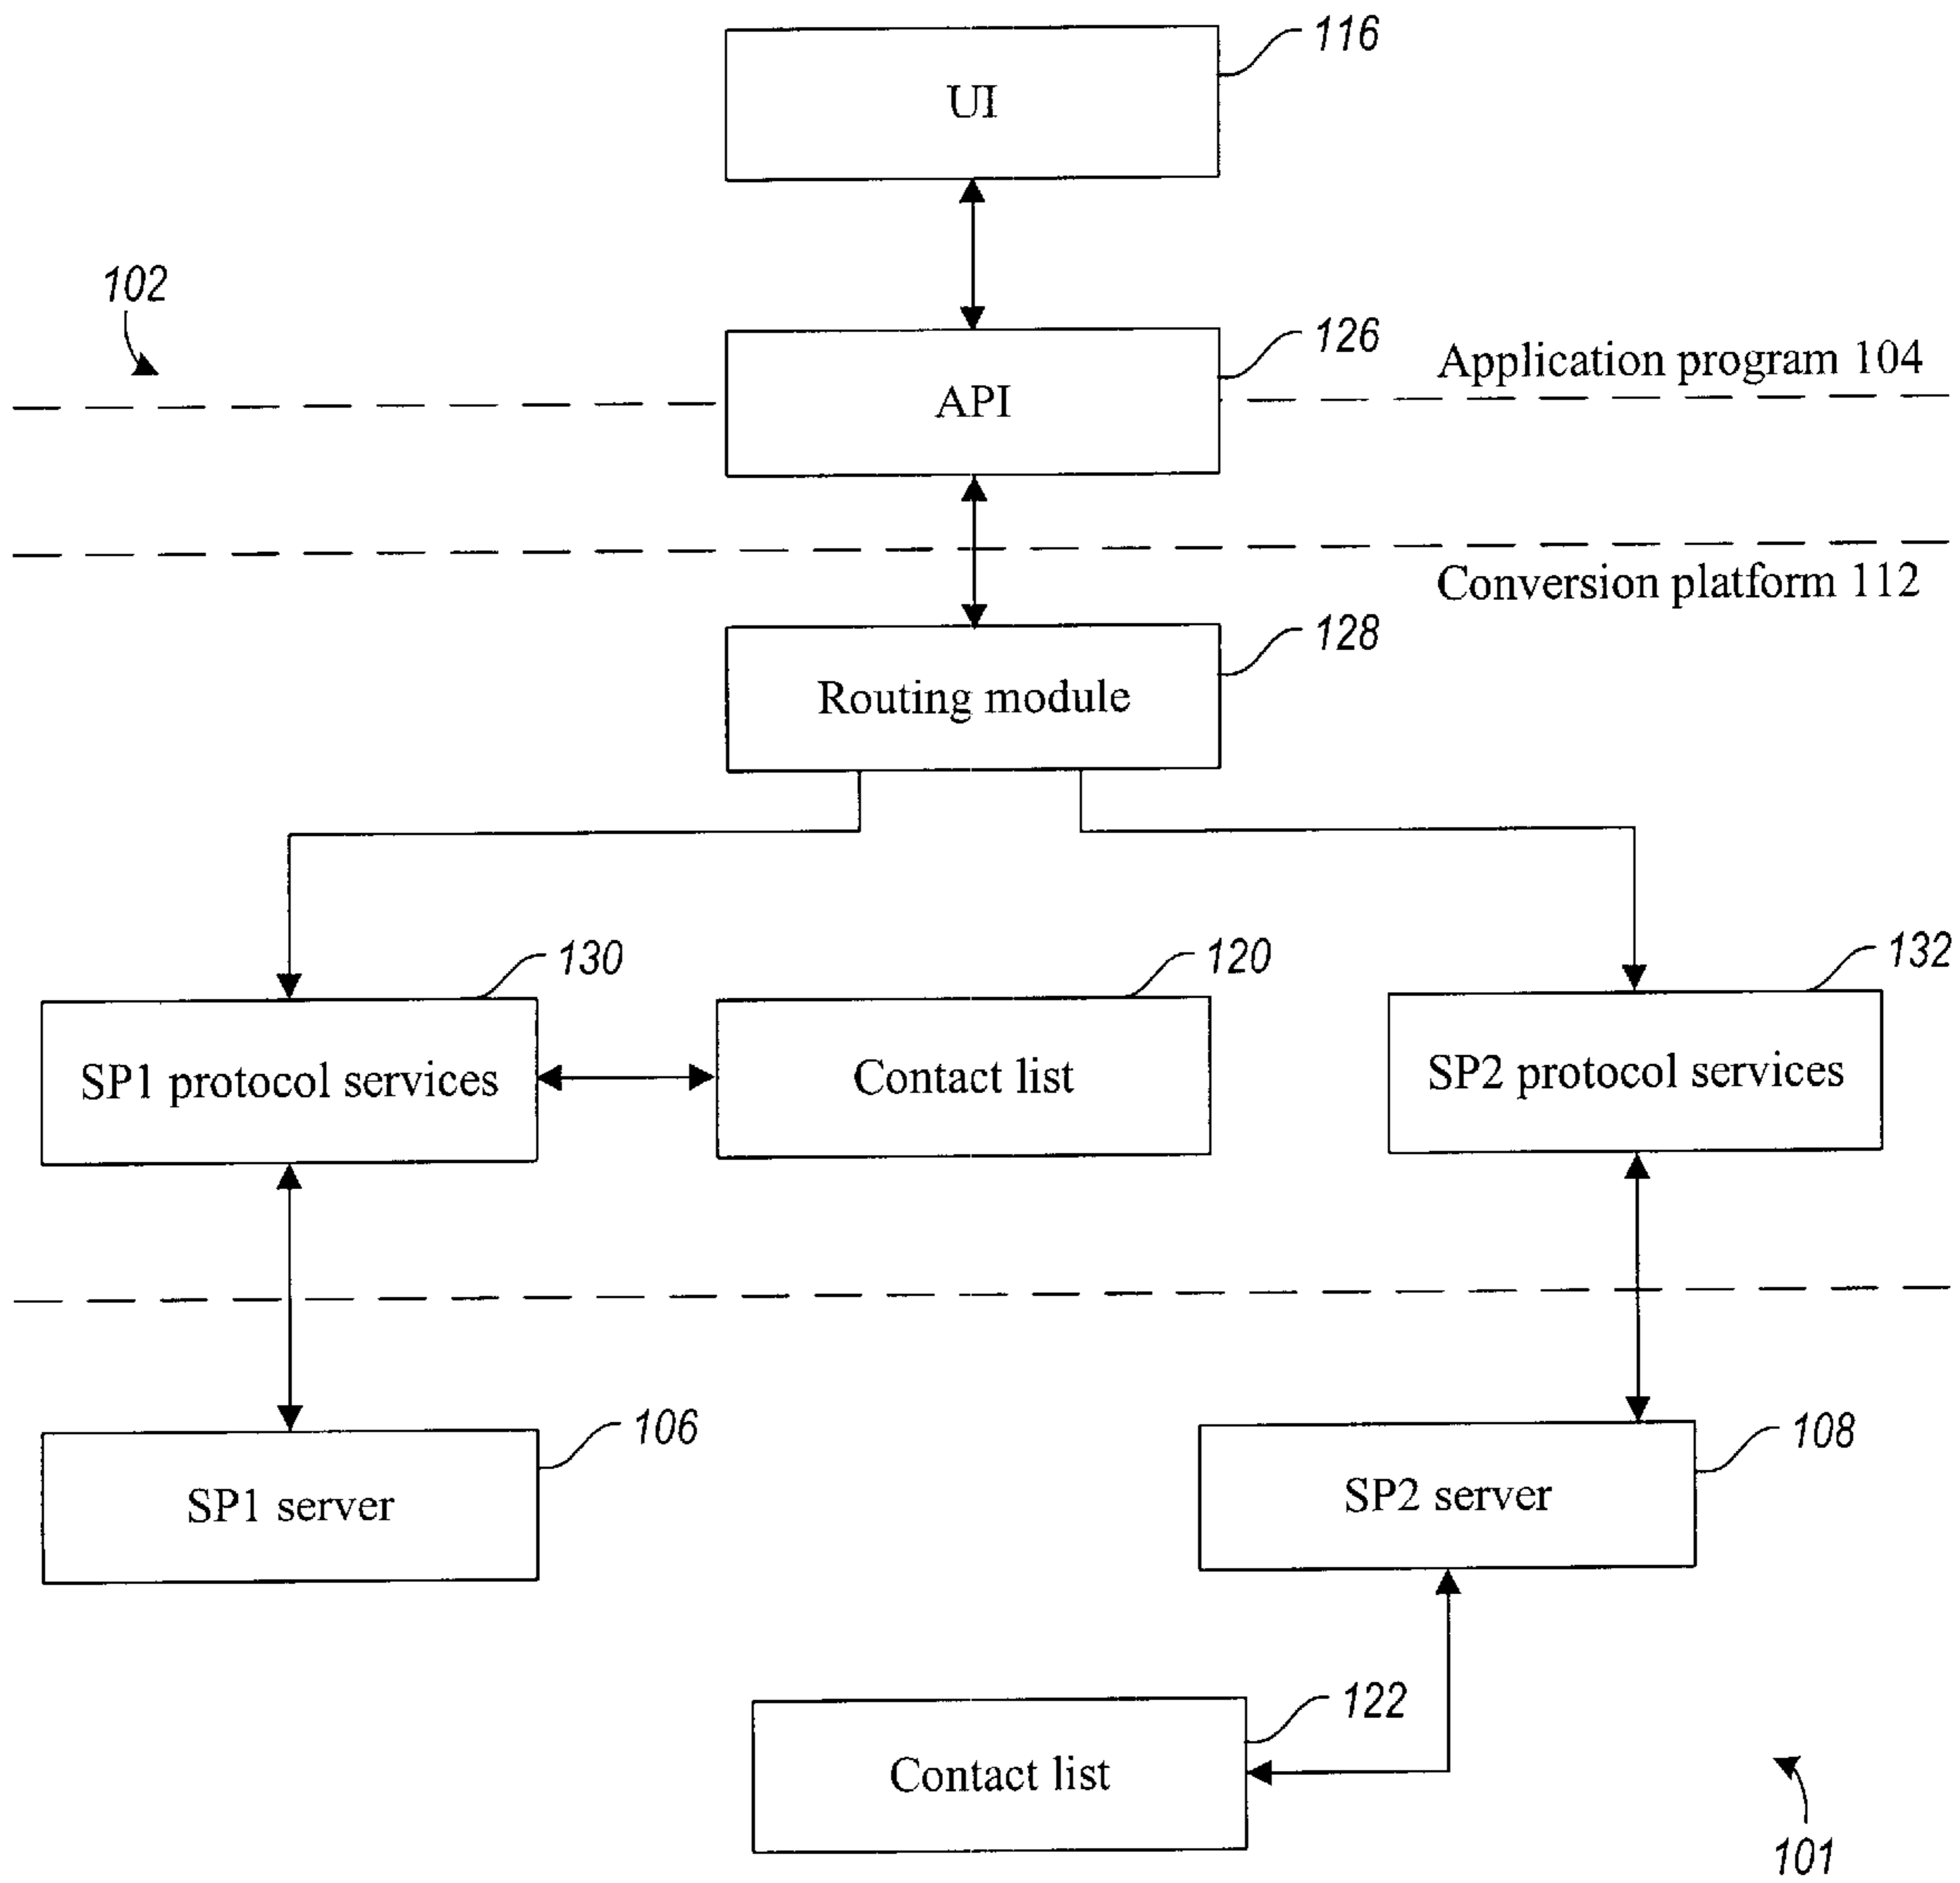 116
UI
102
126
Application program 104
API
Conversion platform 112
128
Routing module
130
120
132
SP1 protocol services
Contact list
SP2 protocol services
106
108
SP1 server
SP2 server
122
Contact list
101